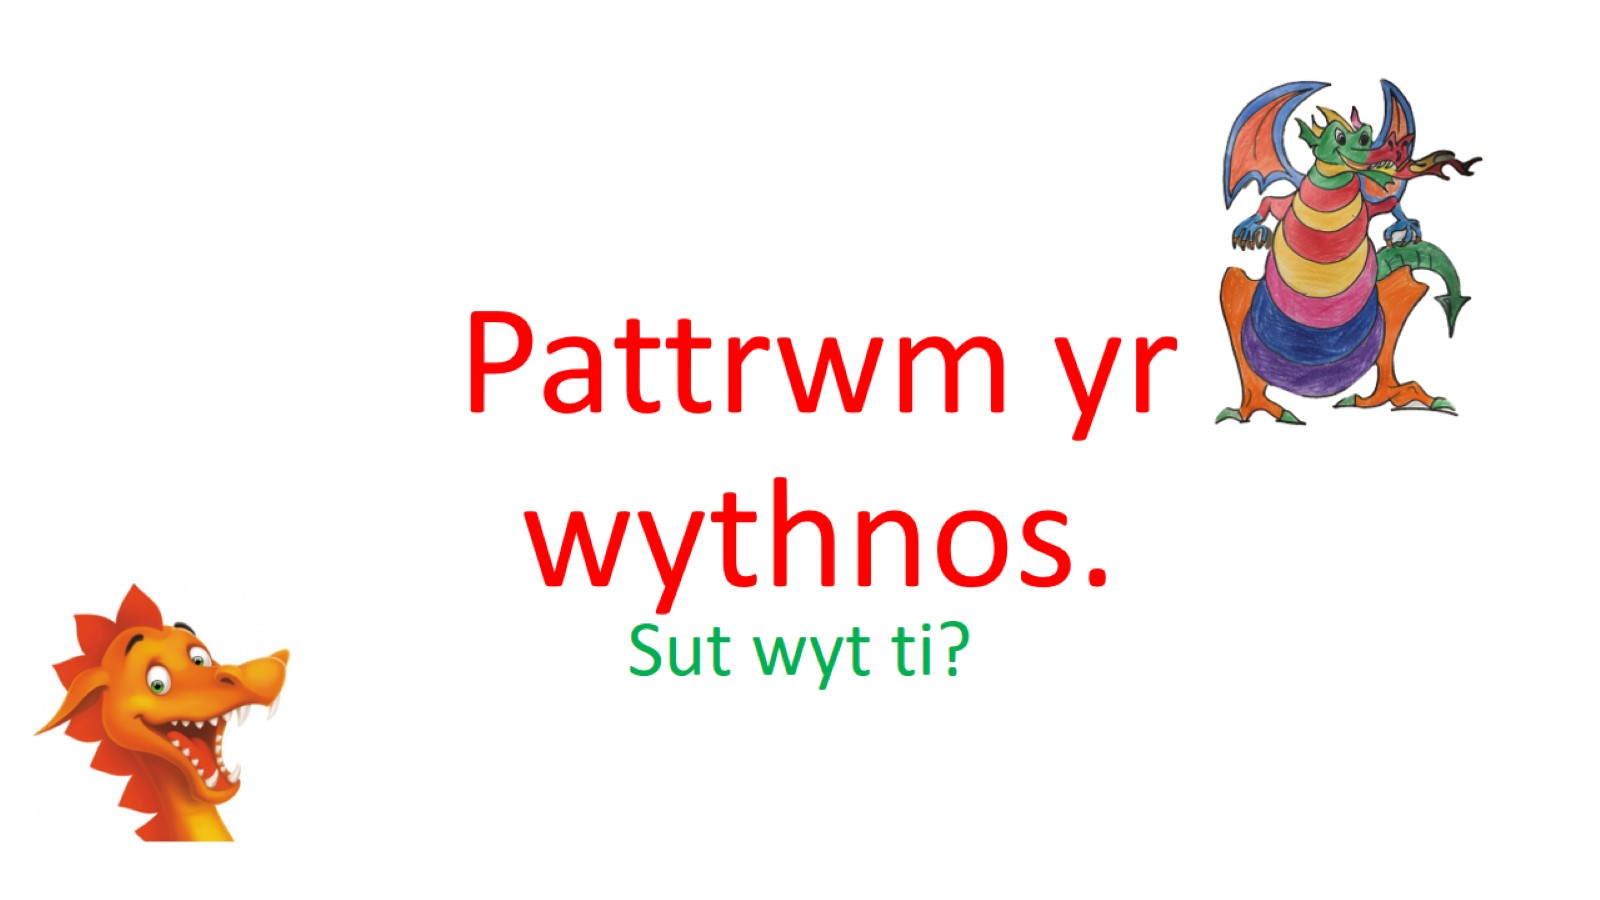 Pattrwm yr
wythnos.
Sut wyt ti?